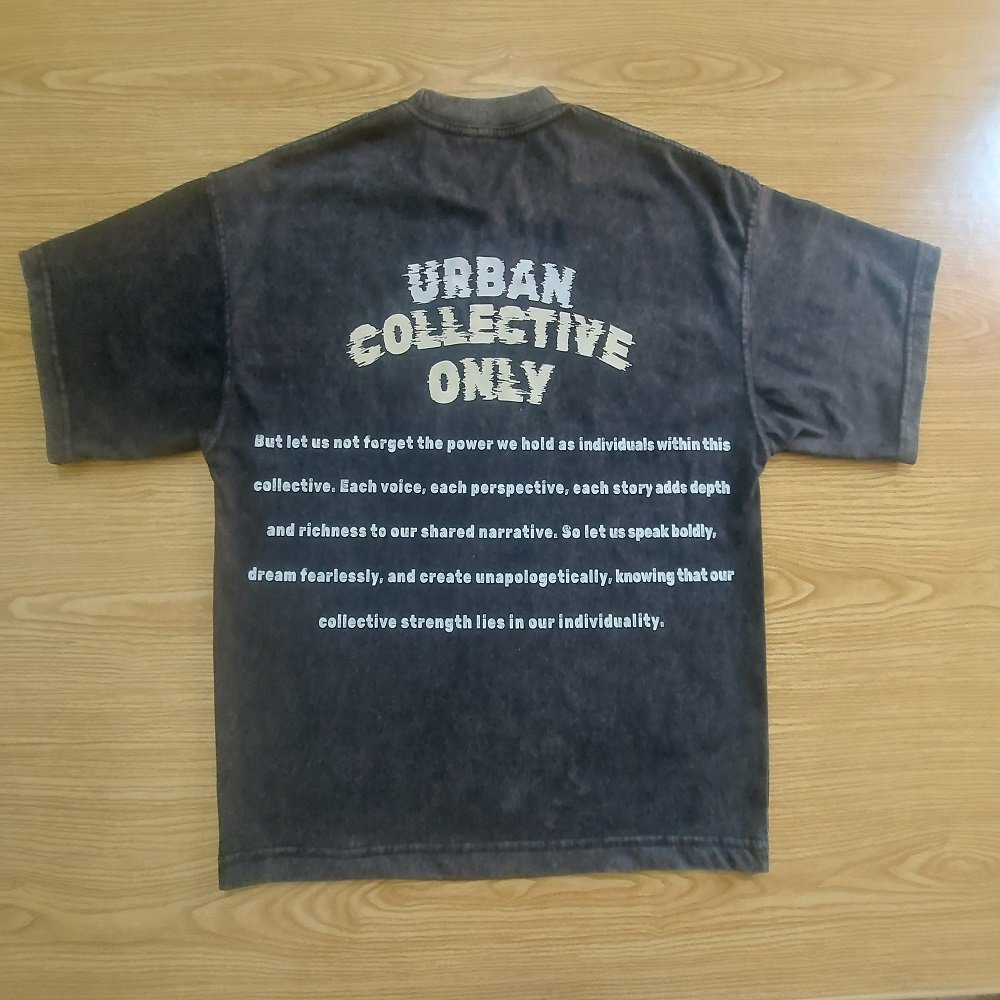 URBAN
COLLECTIVE
ONLY
But let us not forget the power we hold as individuals within this
collective. Each voice, each perspective, each story adds depth
and richness to our shared narrative. So let us speak boldly,
dream fearlessly, and create unapologetically, knowing that our
collective strength lies in our individuality.